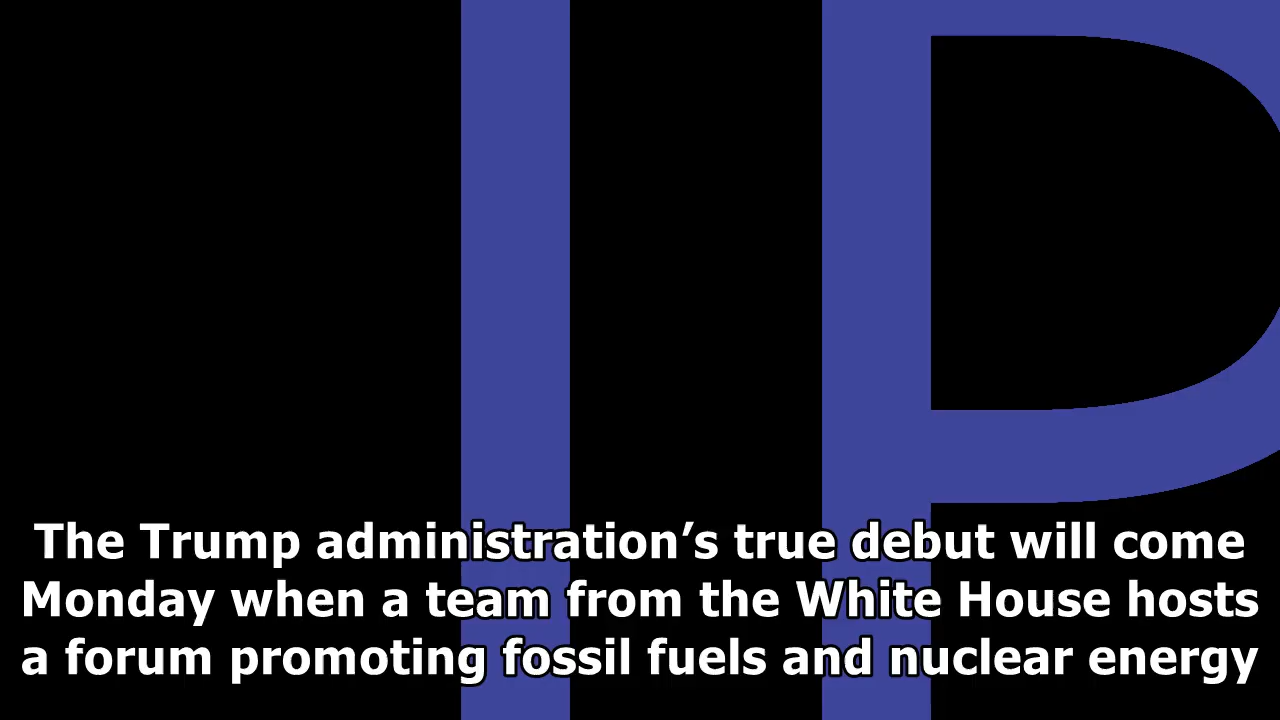 IP
The Trump administration’s true debut will come
Monday when a team from the White House hosts
a forum promoting fossil fuels and nuclear energy